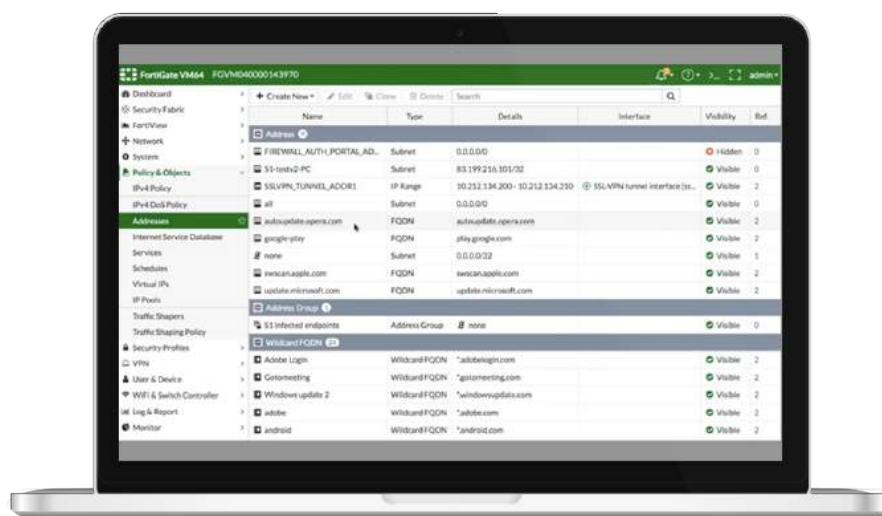 FortiGate VM64 FGVM040000143970
admin
Dashboard
Security Fabric
FortiView
Network
System
Policy & Objects
IPv4 Policy
IPv4 DoS Policy
Addresses
Internet Service Database
Services
Schedules
Virtual IPs
IP Pools
Traffic Shapers
Traffic Shaping Policy
Security Profiles
VPN
User & Device
WiFi & Switch Controller
Log & Report
Monitor
+ Create New Edit Clone Delete Search
Name Type Details Interface Visibility Ref.
Address 9
FIREWALL_AUTH_PORTAL_AD... Subnet 0.0.0.0/0 Hidden 0
S1-testv2-PC Subnet 83.199.216.101/32 Visible 0
SSLVPN_TUNNEL_ADDR1 IP Range 10.212.134.200 - 10.212.134.210 SSL-VPN tunnel interface (ss... Visible 2
all Subnet 0.0.0.0/0 Visible 0
autoupdate.opera.com FQDN autoupdate.opera.com Visible 2
google-play FQDN play.google.com Visible 2
none Subnet 0.0.0.0/32 Visible 1
swscan.apple.com FQDN swscan.apple.com Visible 2
update.microsoft.com FQDN update.microsoft.com Visible 2
Address Group
S1 Infected endpoints Address Group none Visible 0
Wildcard FQDN
Adobe Login Wildcard FQDN *.adobelogin.com Visible 2
Gotomeeting Wildcard FQDN *.gotomeeting.com Visible 2
Windows update 2 Wildcard FQDN *.windowsupdate.com Visible 2
adobe Wildcard FQDN *.adobe.com Visible 2
android Wildcard FQDN *.android.com Visible 2